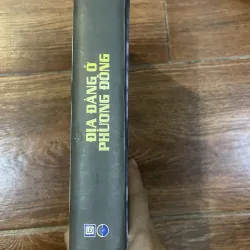 ĐỊA ĐÀNG Ở
PHƯƠNG ĐÔNG